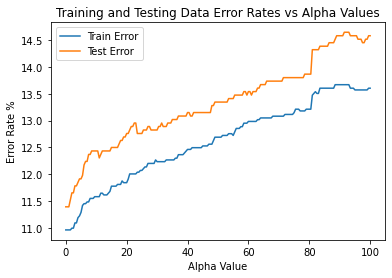 Training and Testing Data Error Rates vs Alpha Values
Train Error
Test Error
Error Rate %
14.5
14.0
13.5
13.0
12.5
12.0
11.5
11.0
0 20 40 60 80 100
Alpha Value